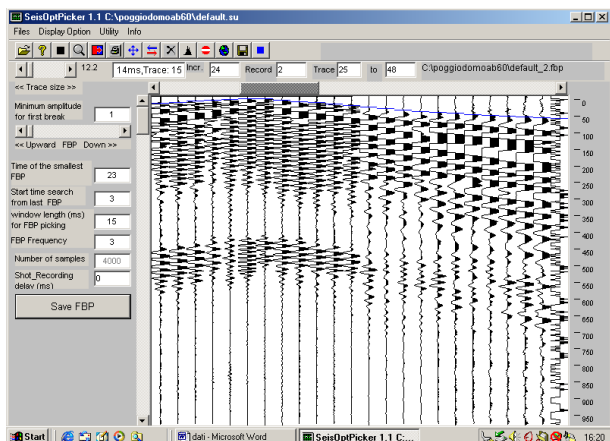 SeisOptPicker 1.1 C:\poggiodomoab60\default.su
Files Display Option Utility Info
12.2 14ms,Trace: 15 Incr. 24 Record 2 Trace 25 to 48 C:\poggiodomoab60\default_2.fbp
<< Trace size >>
Minimum amplitude for first break 1
<< Upward FBP Down >>
Time of the smallest FBP 23
Start time search from last FBP 3
window length (ms) for FBP picking 15
FBP Frequency 3
Number of samples 4000
Shot_Recording delay (ms) 0
Save FBP
0
50
100
150
200
250
300
350
400
450
500
550
600
650
700
750
800
850
900
950
Start dati - Microsoft Word SeisOptPicker 1.1 C:... 16:20